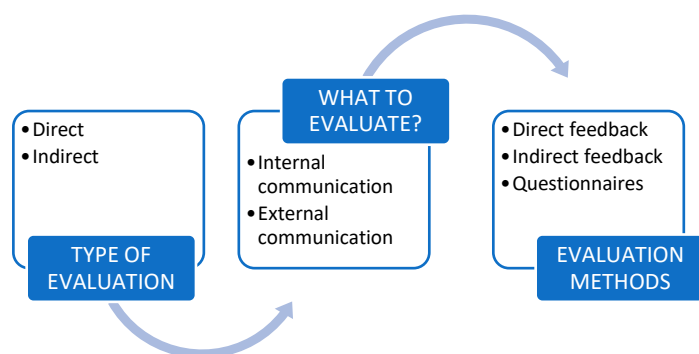 • Direct
• Indirect
TYPE OF
EVALUATION
WHAT TO
EVALUATE?
• Internal
communication
• External
communication
• Direct feedback
• Indirect feedback
• Questionnaires
EVALUATION
METHODS